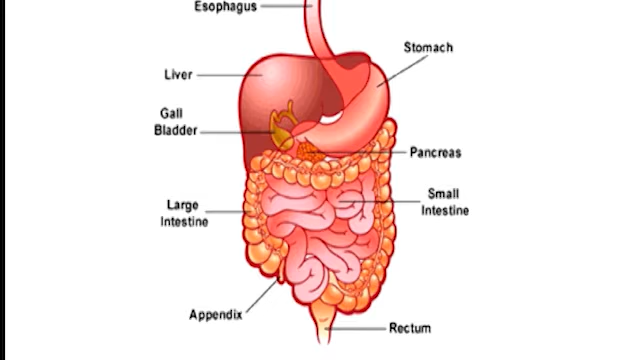 Esophagus
Stomach
Liver
Gall
Bladder
Pancreas
Small
Intestine
Large
Intestine
Appendix
Rectum